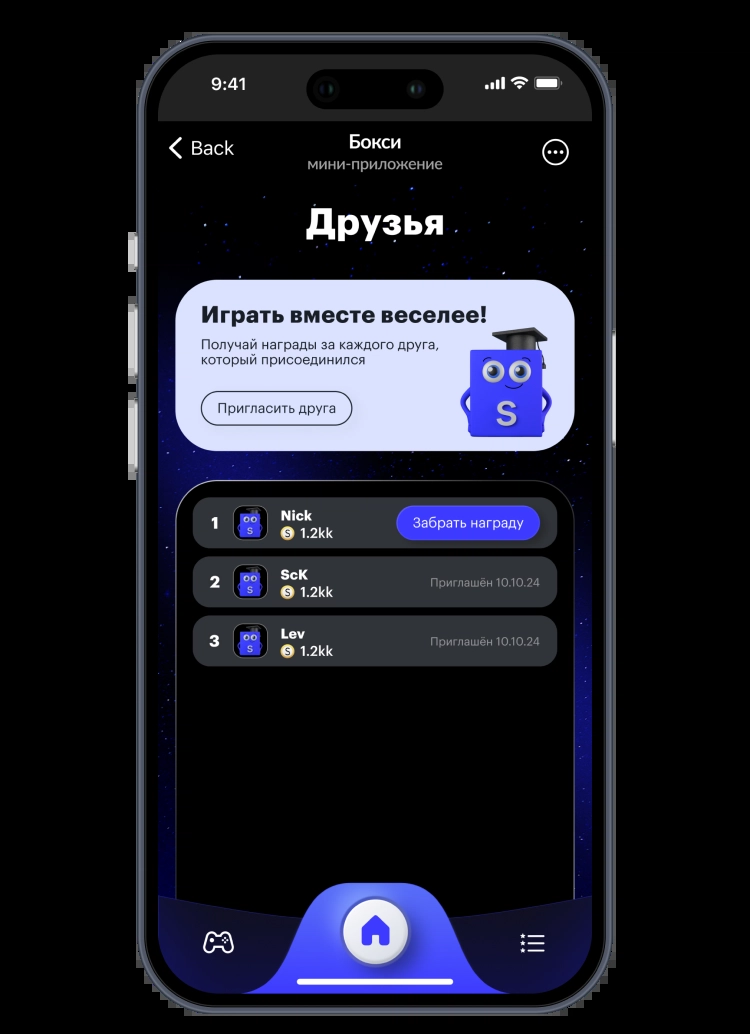 9:41
Back
Бокси
мини-приложение
Друзья
Играть вместе веселее!
Получай награды за каждого друга,
который присоединился
Пригласить друга
S
1
Nick
S 1.2kk
Забрать награду
2
ScK
S 1.2kk
Приглашён 10.10.24
3
Lev
S 1.2kk
Приглашён 10.10.24